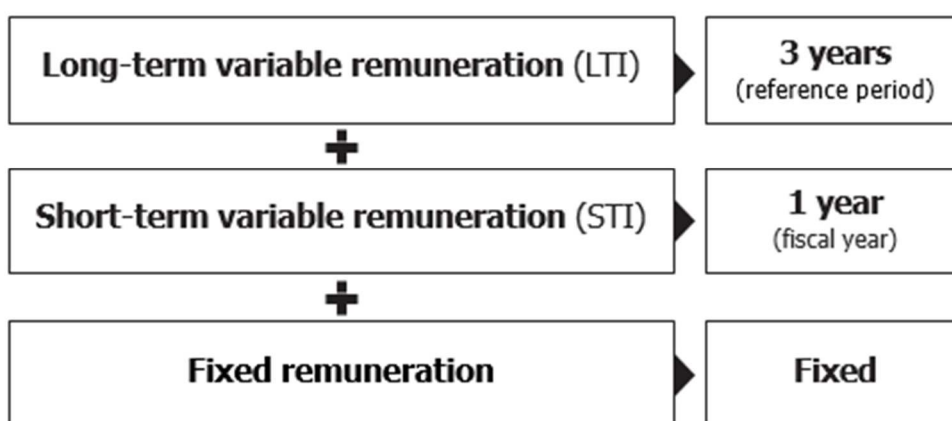 Long-term variable remuneration (LTI)
3 years
(reference period)
+
Short-term variable remuneration (STI)
1 year
(fiscal year)
+
Fixed remuneration
Fixed